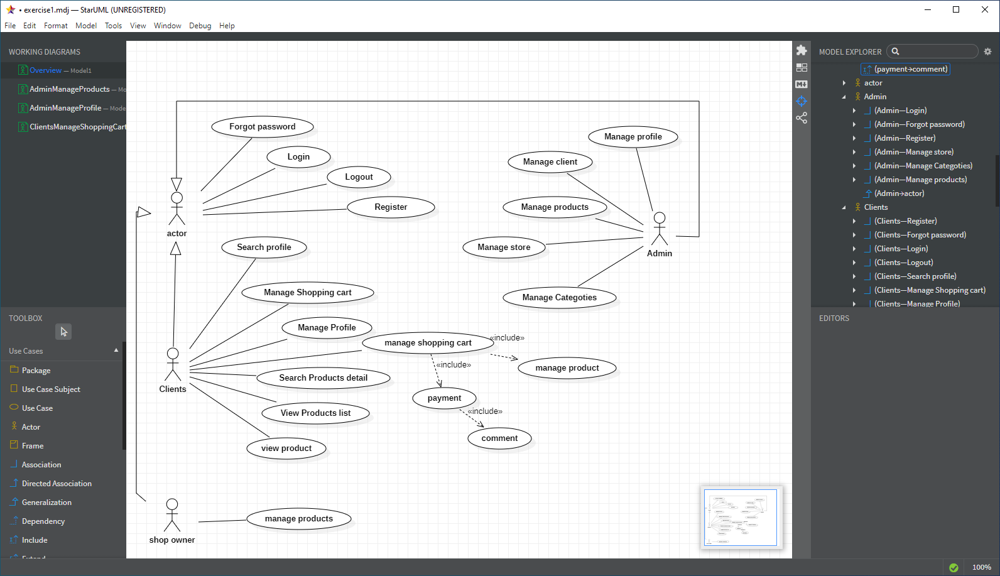 • exercise1.mdj — StarUML (UNREGISTERED)
File Edit Format Model Tools View Window Debug Help
WORKING DIAGRAMS
Overview — Model1
AdminManageProducts — Mo
AdminManageProfile — Mode
ClientsManageShoppingCart
TOOLBOX
Use Cases
Package
Use Case Subject
Use Case
Actor
Frame
Association
Directed Association
Generalization
Dependency
Include
Extend
Forgot password
Login
Logout
Register
actor
Search profile
Manage Shopping cart
Manage Profile
manage shopping cart
«include»
«include»
manage product
Search Products detail
Clients
payment
View Products list
«include»
comment
view product
manage products
shop owner
Manage profile
Manage client
Manage products
Manage store
Admin
Manage Categoties
MODEL EXPLORER
(payment→comment)
actor
Admin
(Admin—Login)
(Admin—Forgot password)
(Admin—Register)
(Admin—Manage store)
(Admin—Manage Categoties)
(Admin—Manage products)
(Admin→actor)
Clients
(Clients—Register)
(Clients—Forgot password)
(Clients—Login)
(Clients—Logout)
(Clients—Search profile)
(Clients—Manage Shopping cart)
(Clients—Manage Profile)
EDITORS
100%